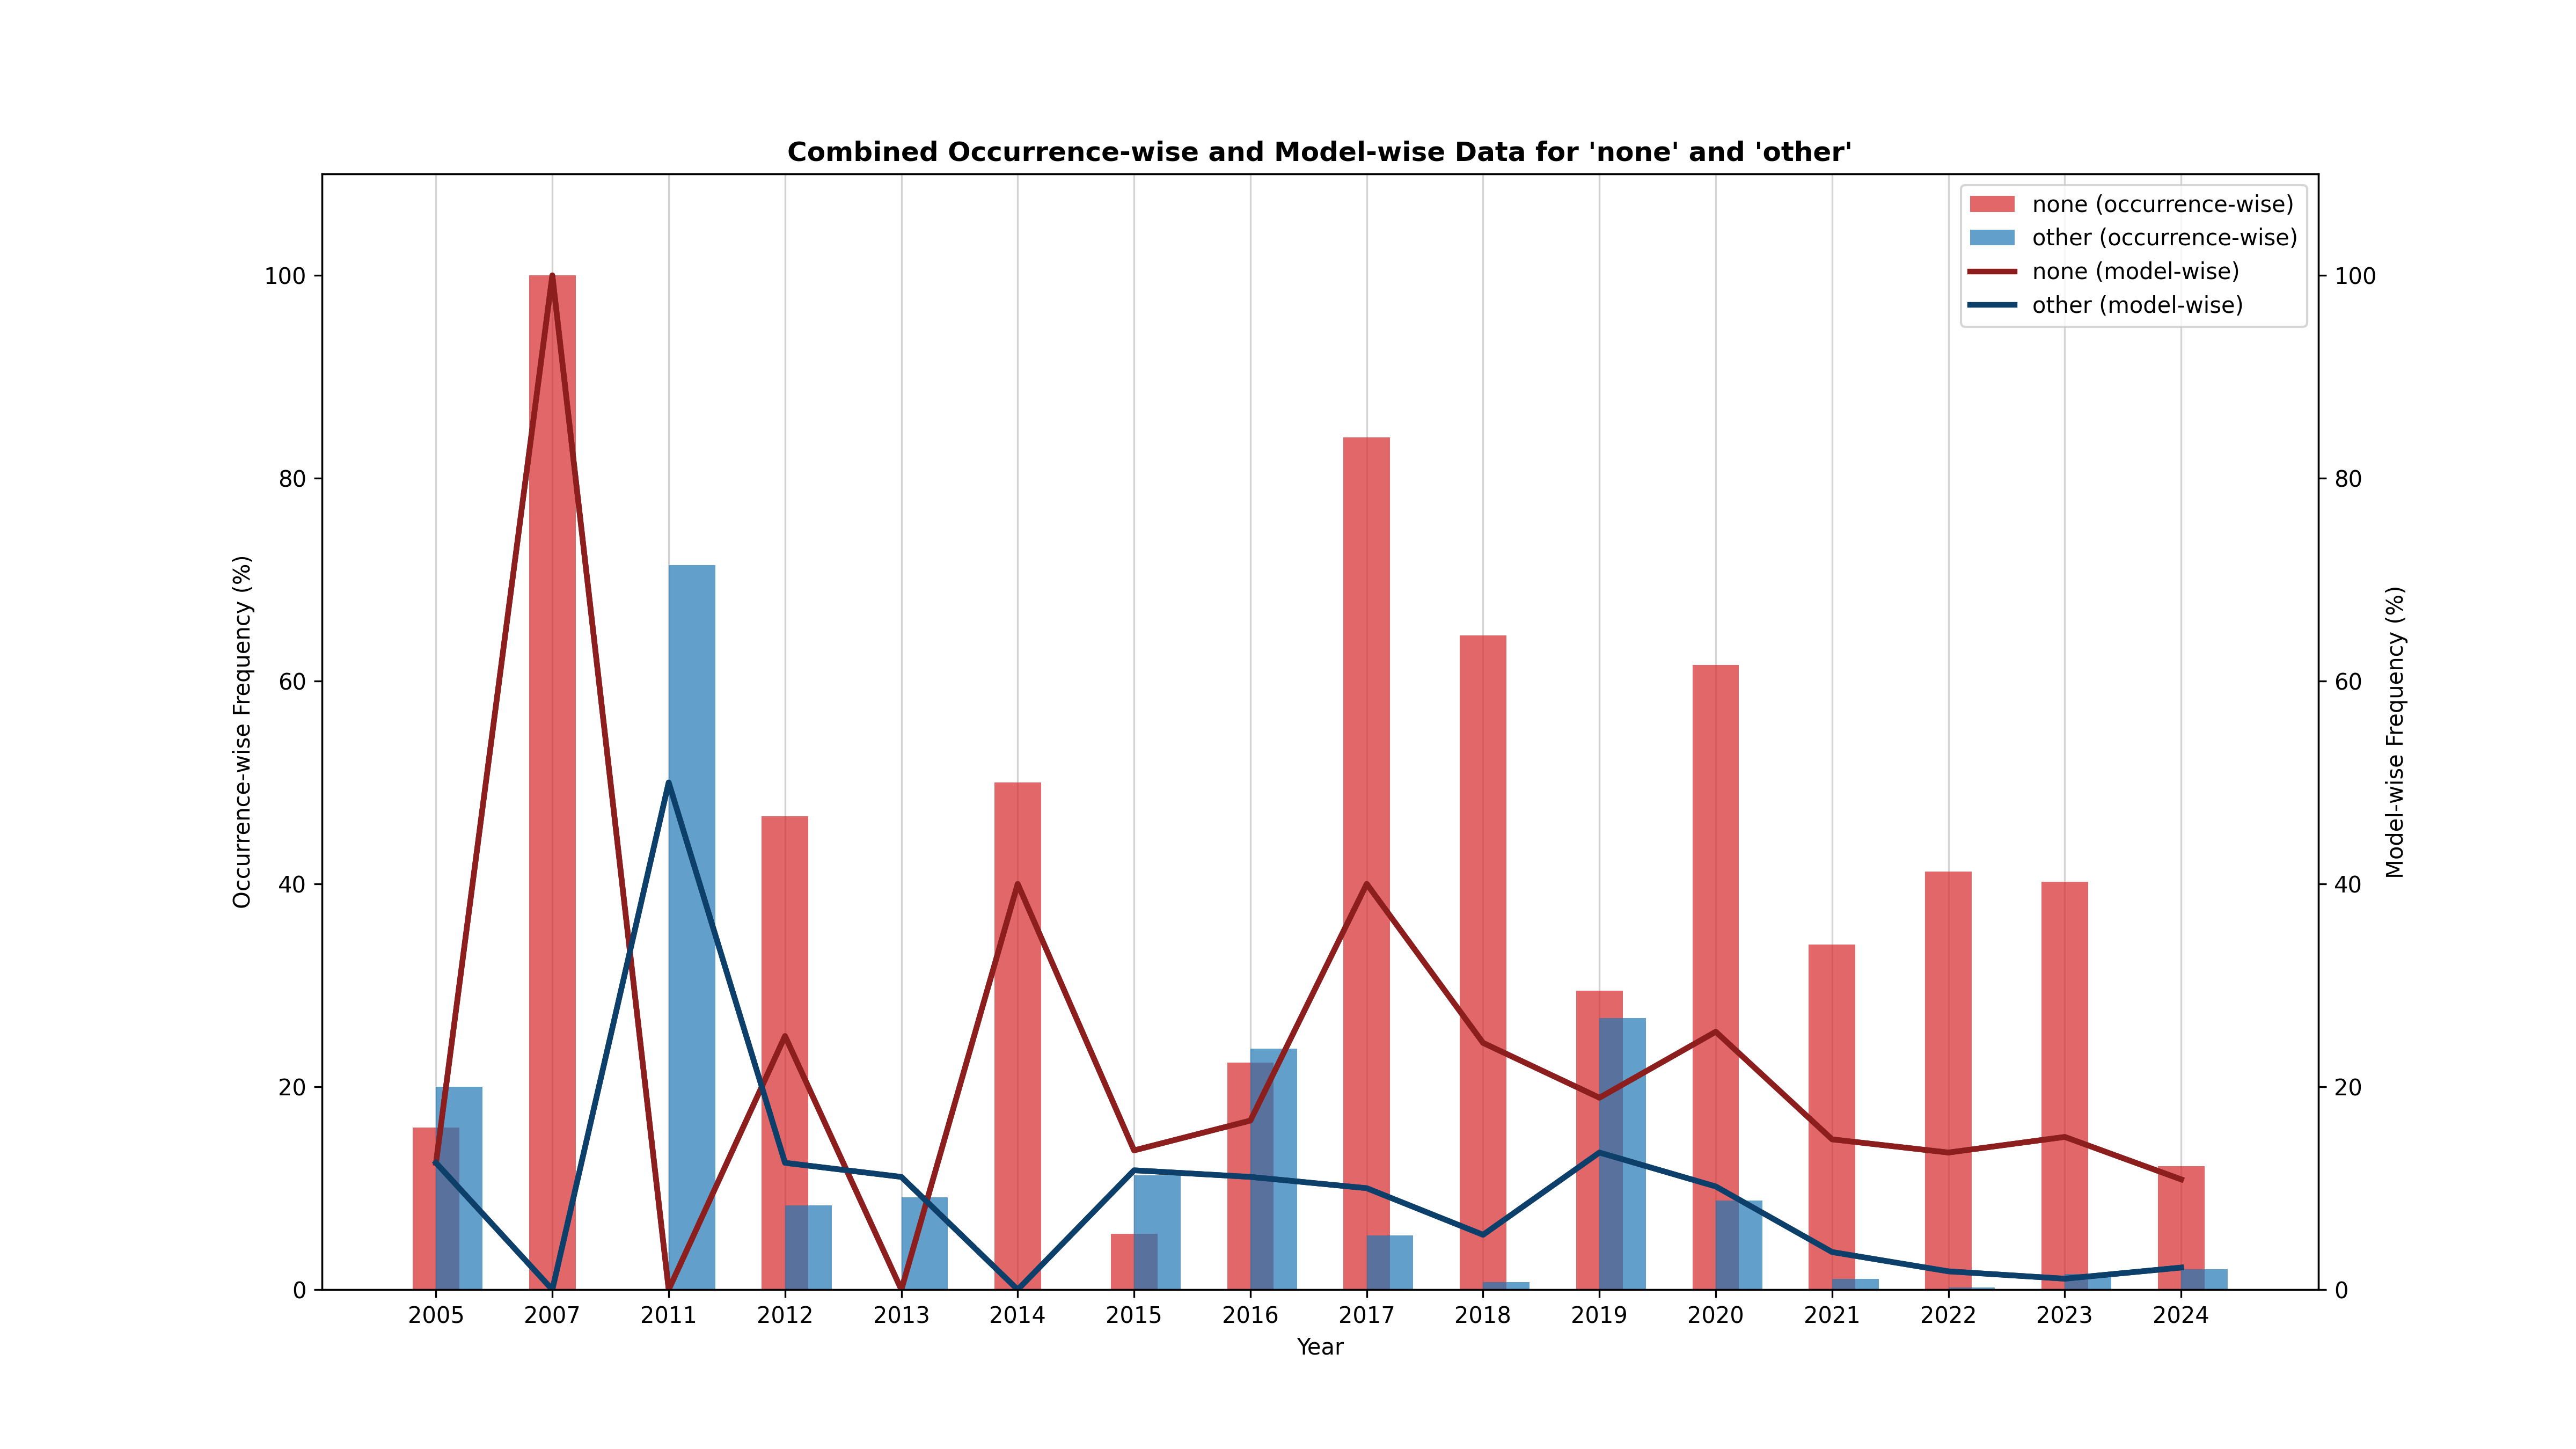 Combined Occurrence-wise and Model-wise Data for 'none' and 'other'
none (occurrence-wise)
other (occurrence-wise)
none (model-wise)
other (model-wise)
Occurrence-wise Frequency (%)
100
80
60
40
20
0
Model-wise Frequency (%)
100
80
60
40
20
0
2005 2007 2011 2012 2013 2014 2015 2016 2017 2018 2019 2020 2021 2022 2023 2024
Year